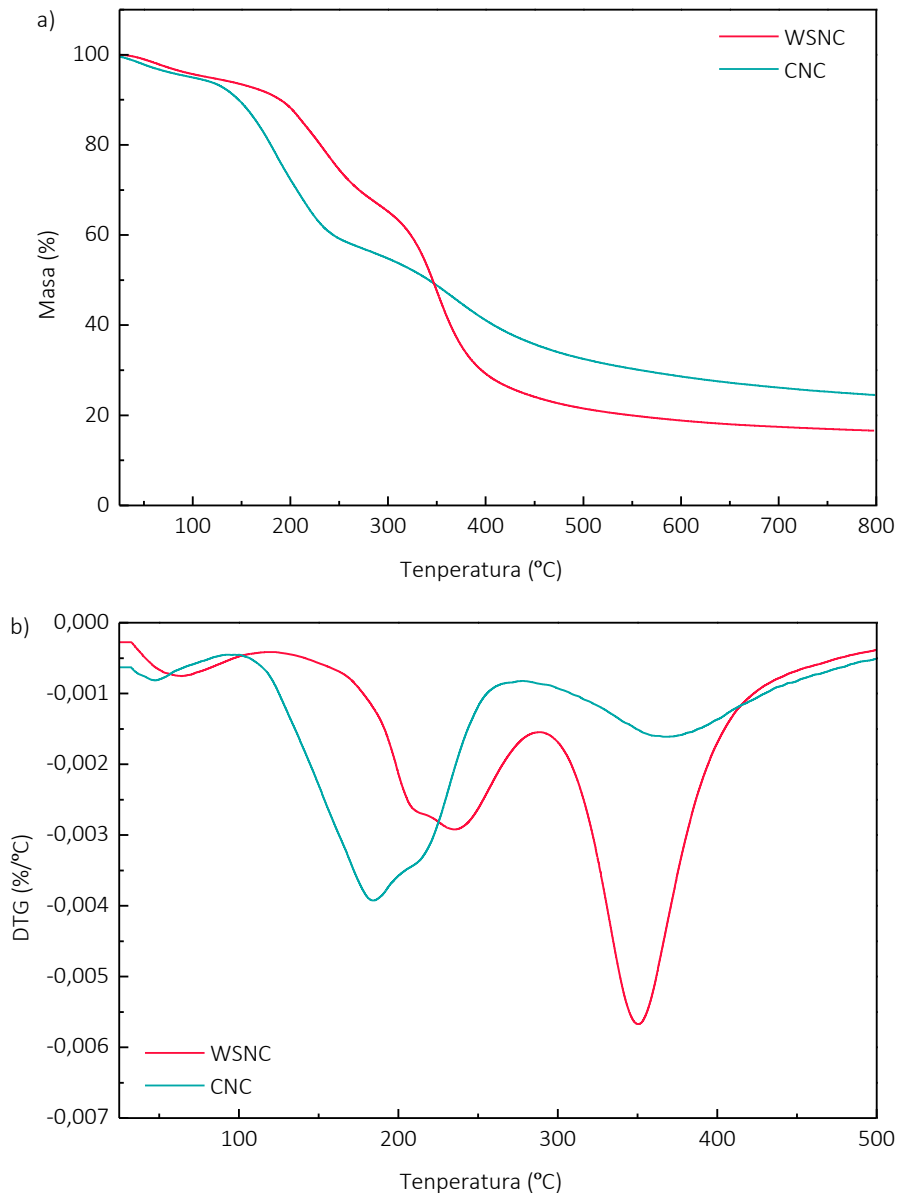 a)
WSNC
CNC
100
80
60
40
20
0
Masa (%)
100 200 300 400 500 600 700 800
Tenperatura (ºC)
b)
0,000
-0,001
-0,002
-0,003
-0,004
-0,005
-0,006
-0,007
DTG (%/ºC)
WSNC
CNC
100 200 300 400 500
Tenperatura (ºC)